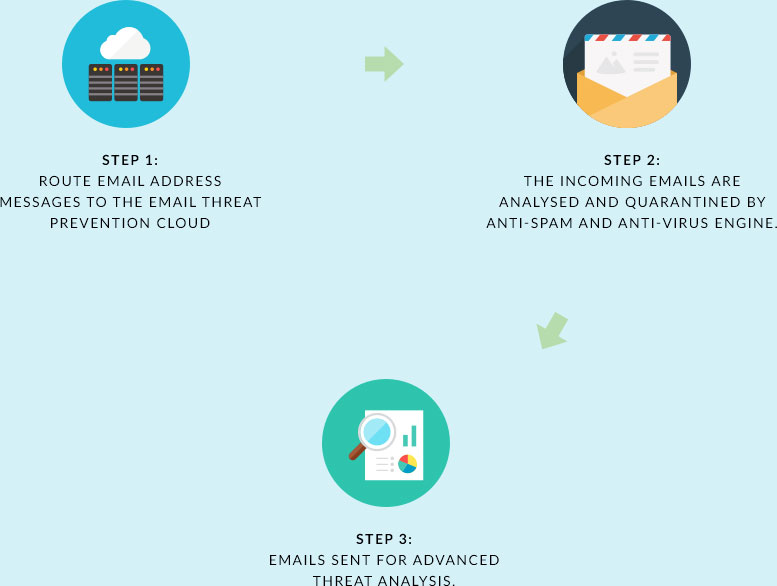 STEP 1:
ROUTE EMAIL ADDRESS
MESSAGES TO THE EMAIL THREAT
PREVENTION CLOUD
STEP 2:
THE INCOMING EMAILS ARE
ANALYSED AND QUARANTINED BY
ANTI-SPAM AND ANTI-VIRUS ENGINE.
STEP 3:
EMAILS SENT FOR ADVANCED
THREAT ANALYSIS.